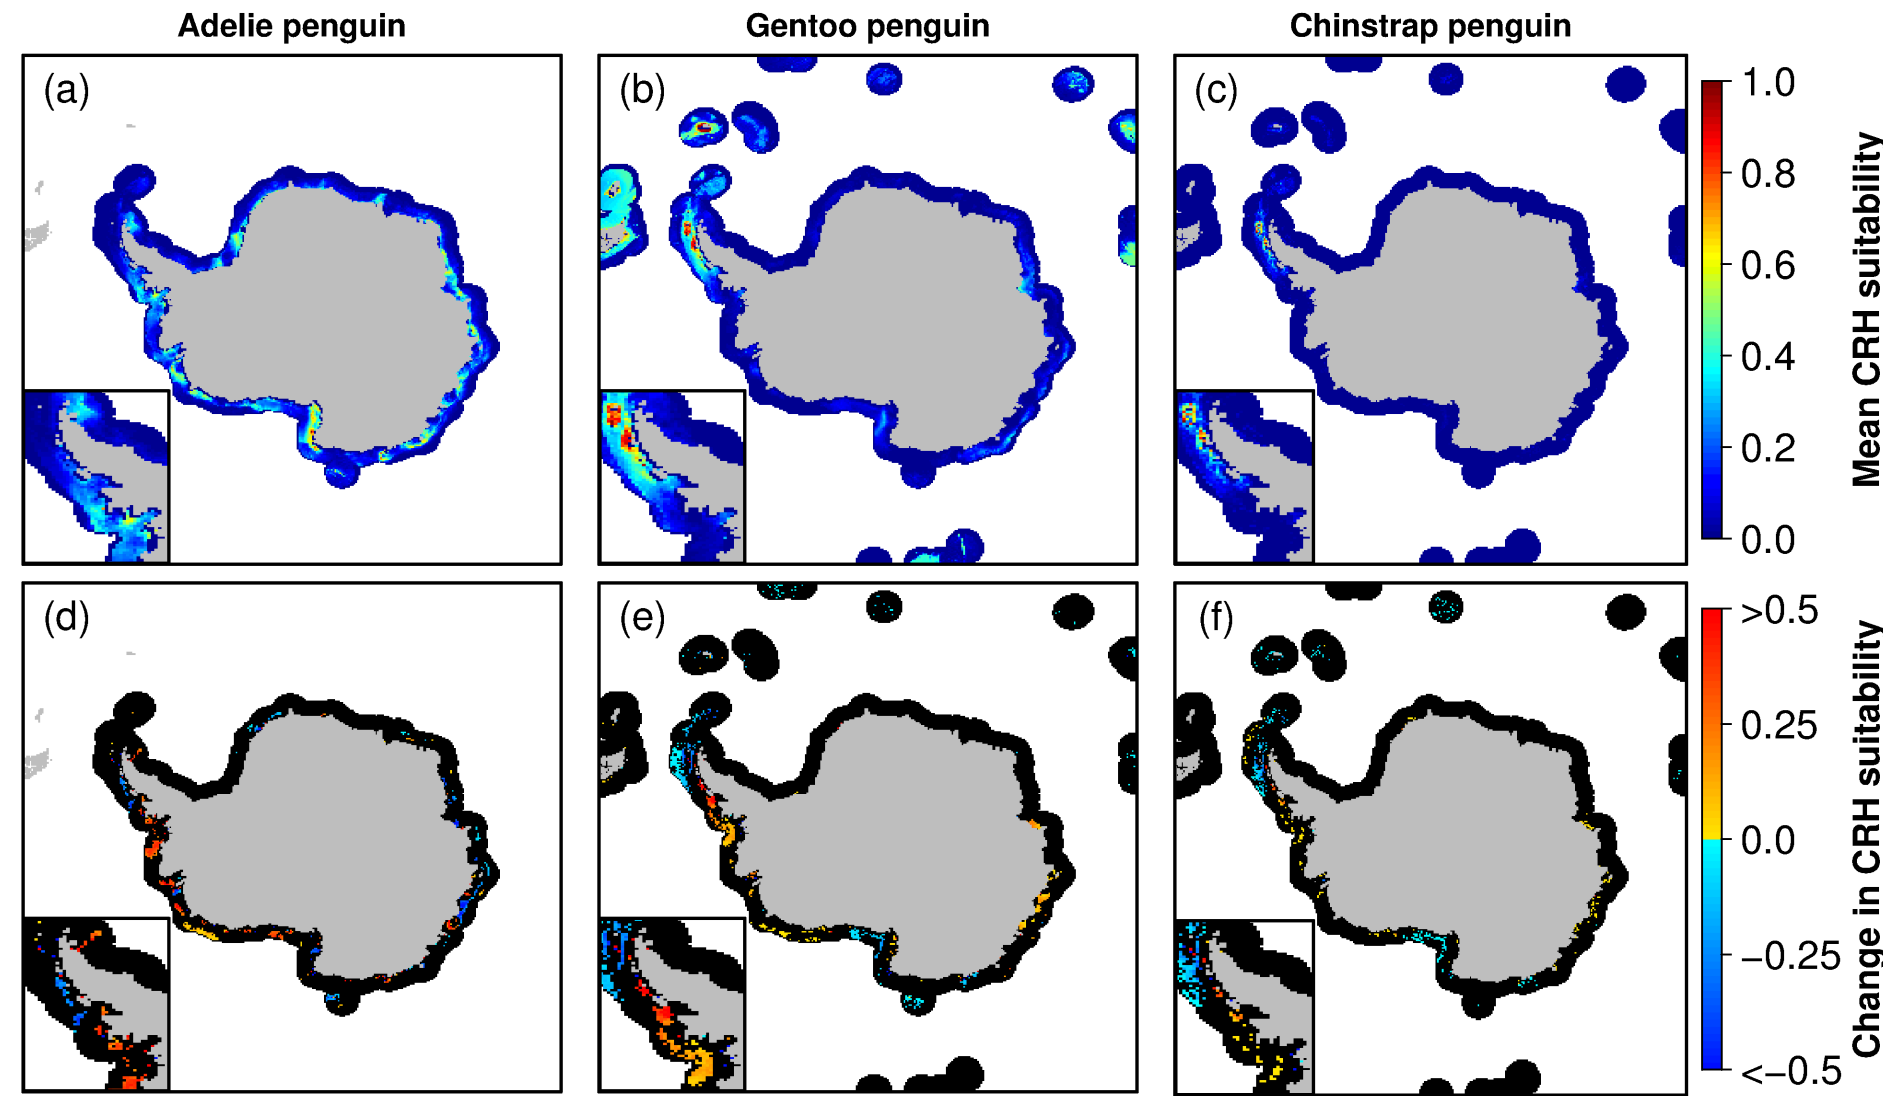 Adelie penguin
Gentoo penguin
Chinstrap penguin
(a)
(b)
(c)
1.0
0.8
0.6
0.4
0.2
0.0
Mean CRH suitability
(d)
(e)
(f)
>0.5
0.25
0.0
−0.25
<−0.5
Change in CRH suitability